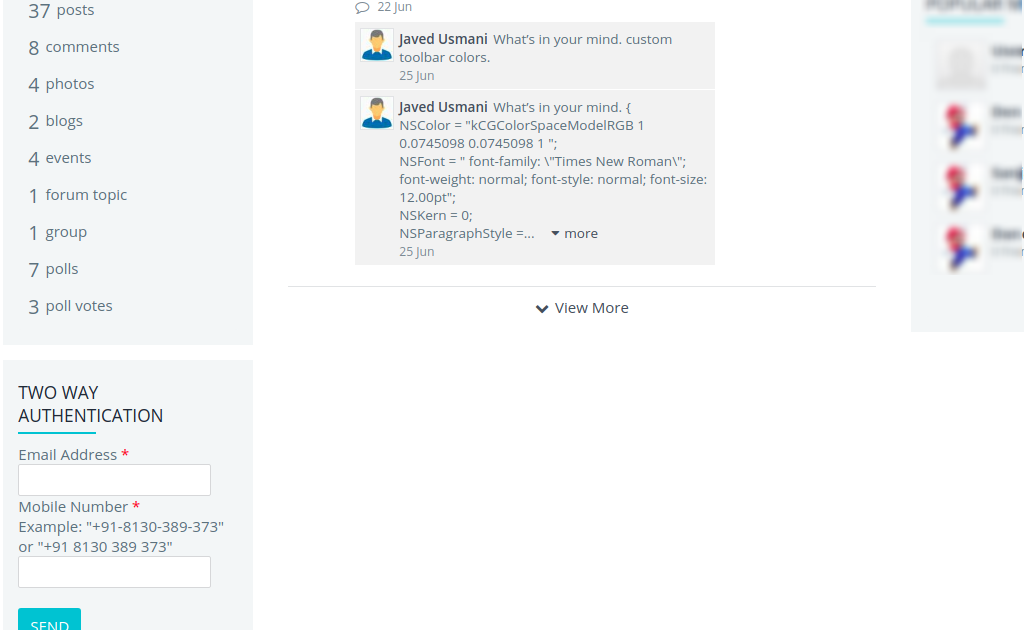 37 posts
8 comments
4 photos
2 blogs
4 events
1 forum topic
1 group
7 polls
3 poll votes
TWO WAY
AUTHENTICATION
Email Address *
Mobile Number *
Example: "+91-8130-389-373"
or "+91 8130 389 373"
SEND
22 Jun
Javed Usmani What's in your mind. custom
toolbar colors.
25 Jun
Javed Usmani What's in your mind. {
NSColor = "kCGColorSpaceModelRGB 1
0.0745098 0.0745098 1 ";
NSFont = " font-family: \"Times New Roman\";
font-weight: normal; font-style: normal; font-size:
12.00pt";
NSKern = 0;
NSParagraphStyle =... more
25 Jun
View More
POPULAR